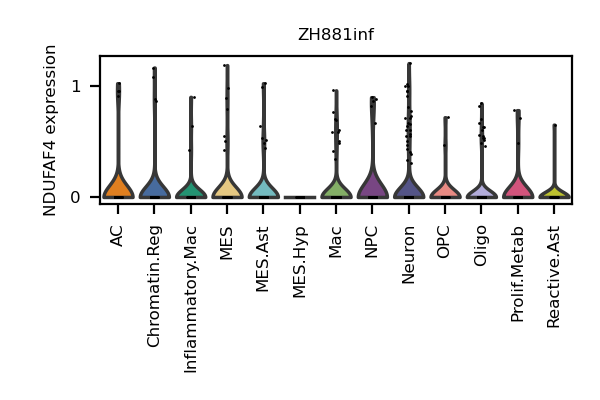 ZH881inf
NDUFAF4 expression
1
0
AC
Chromatin.Reg
Inflammatory.Mac
MES
MES.Ast
MES.Hyp
Mac
NPC
Neuron
OPC
Oligo
Prolif.Metab
Reactive.Ast